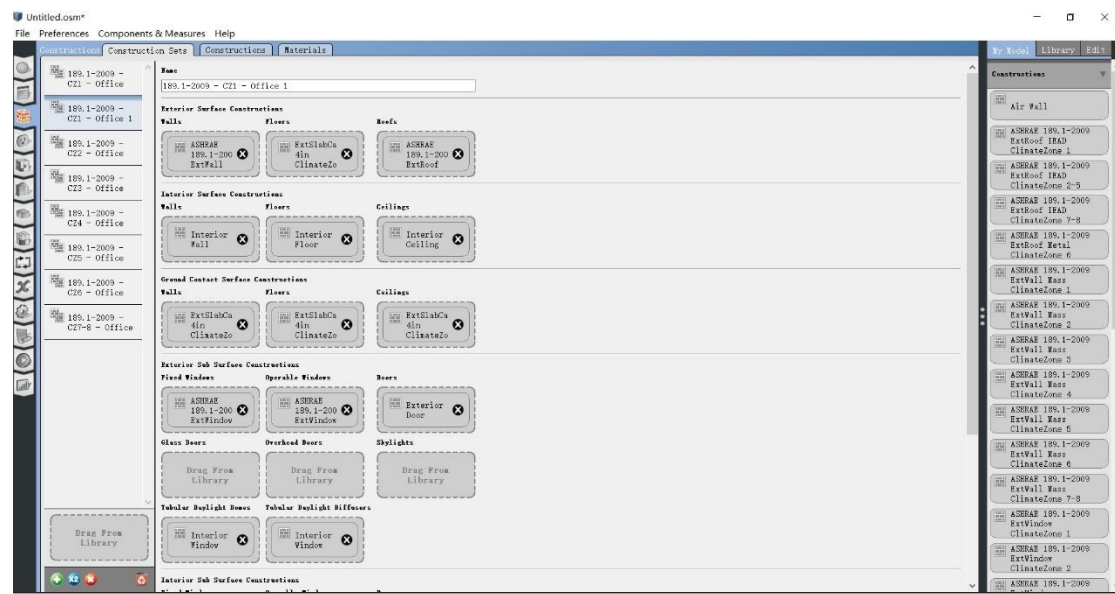 Untitled.osm*
File Preferences Components & Measures Help
Constructions Construction Sets Constructions Materials
My Model Library Edit
189.1-2009 -
CZ1 - Office
189.1-2009 -
CZ1 - Office 1
189.1-2009 -
CZ2 - Office
189.1-2009 -
CZ3 - Office
189.1-2009 -
CZ4 - Office
189.1-2009 -
CZ5 - Office
189.1-2009 -
CZ6 - Office
189.1-2009 -
CZ7-8 - Office
Drag From
Library
Name
189.1-2009 - CZ1 - Office 1
Exterior Surface Constructions
Walls Floors Roofs
ASHRAE
189.1-200
ExtWall
ExtSlabCa
4in
ClimateZo
ASHRAE
189.1-200
ExtRoof
Interior Surface Constructions
Walls Floors Ceilings
Interior
Wall
Interior
Floor
Interior
Ceiling
Ground Contact Surface Constructions
Walls Floors Ceilings
ExtSlabCa
4in
ClimateZo
ExtSlabCa
4in
ClimateZo
ExtSlabCa
4in
ClimateZo
Exterior Sub Surface Constructions
Fixed Windows Operable Windows Doors
ASHRAE
189.1-200
ExtWindow
ASHRAE
189.1-200
ExtWindow
Exterior
Door
Glass Doors Overhead Doors Skylights
Drag From
Library
Drag From
Library
Drag From
Library
Tubular Daylight Domes Tubular Daylight Diffusers
Interior
Window
Interior
Window
Interior Sub Surface Constructions
Constructions
Air Wall
ASHRAE 189.1-2009
ExtRoof IEAD
ClimateZone 1
ASHRAE 189.1-2009
ExtRoof IEAD
ClimateZone 2-5
ASHRAE 189.1-2009
ExtRoof IEAD
ClimateZone 7-8
ASHRAE 189.1-2009
ExtRoof Metal
ClimateZone 6
ASHRAE 189.1-2009
ExtWall Mass
ClimateZone 1
ASHRAE 189.1-2009
ExtWall Mass
ClimateZone 2
ASHRAE 189.1-2009
ExtWall Mass
ClimateZone 3
ASHRAE 189.1-2009
ExtWall Mass
ClimateZone 4
ASHRAE 189.1-2009
ExtWall Mass
ClimateZone 5
ASHRAE 189.1-2009
ExtWall Mass
ClimateZone 6
ASHRAE 189.1-2009
ExtWall Mass
ClimateZone 7-8
ASHRAE 189.1-2009
ExtWindow
ClimateZone 1
ASHRAE 189.1-2009
ExtWindow
ClimateZone 2
ASHRAE 189.1-2009